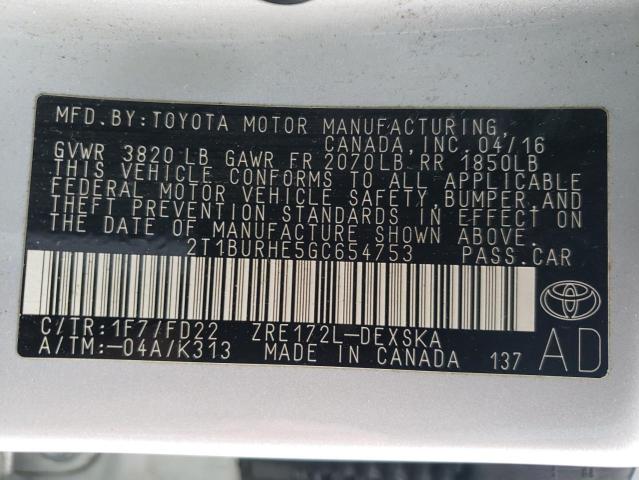 MFD.BY:TOYOTA MOTOR MANUFACTURING,
CANADA,INC.04/16
GVWR 3820 LB GAWR FR 2070LB RR 1850LB
THIS VEHICLE CONFORMS TO ALL APPLICABLE
FEDERAL MOTOR VEHICLE SAFETY,BUMPER,AND
THEFT PREVENTION STANDARDS IN EFFECT ON
THE DATE OF MANUFACTURE SHOWN ABOVE.
2T1BURHE5GC654753 PASS.CAR
C/TR:1F7/FD22 ZRE172L-DEXSKA
A/TM:-04A/K313 MADE IN CANADA 137
AD